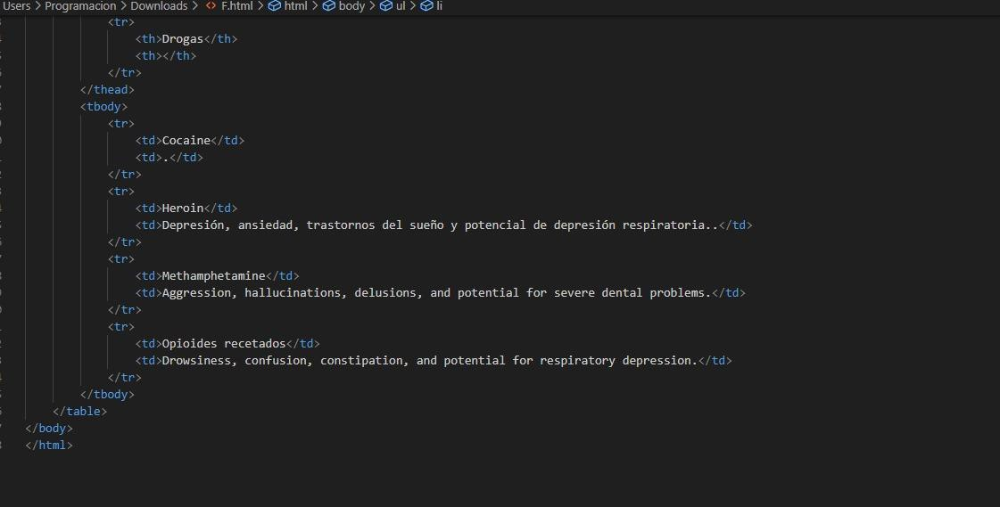 Users > Programacion > Downloads > F.html > html > body > ul > li
<tr>
<th>Drogas</th>
<th></th>
</tr>
</thead>
<tbody>
<tr>
<td>Cocaine</td>
<td>.</td>
</tr>
<tr>
<td>Heroin</td>
<td>Depresión, ansiedad, trastornos del sueño y potencial de depresión respiratoria..</td>
</tr>
<tr>
<td>Methamphetamine</td>
<td>Aggression, hallucinations, delusions, and potential for severe dental problems.</td>
</tr>
<tr>
<td>Opioides recetados</td>
<td>Drowsiness, confusion, constipation, and potential for respiratory depression.</td>
</tr>
</tbody>
</table>
</body>
</html>